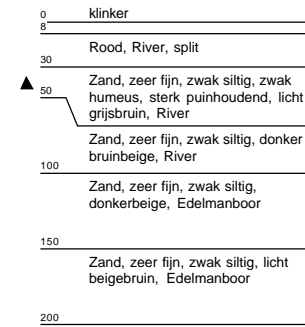 0
klinker
8
Rood, River, split
30
Zand, zeer fijn, zwak siltig, zwak
humeus, sterk puinhoudend, licht
grijsbruin, River
50
Zand, zeer fijn, zwak siltig, donker
bruinbeige, River
100
Zand, zeer fijn, zwak siltig,
donkerbeige, Edelmanboor
150
Zand, zeer fijn, zwak siltig, licht
beigebruin, Edelmanboor
200